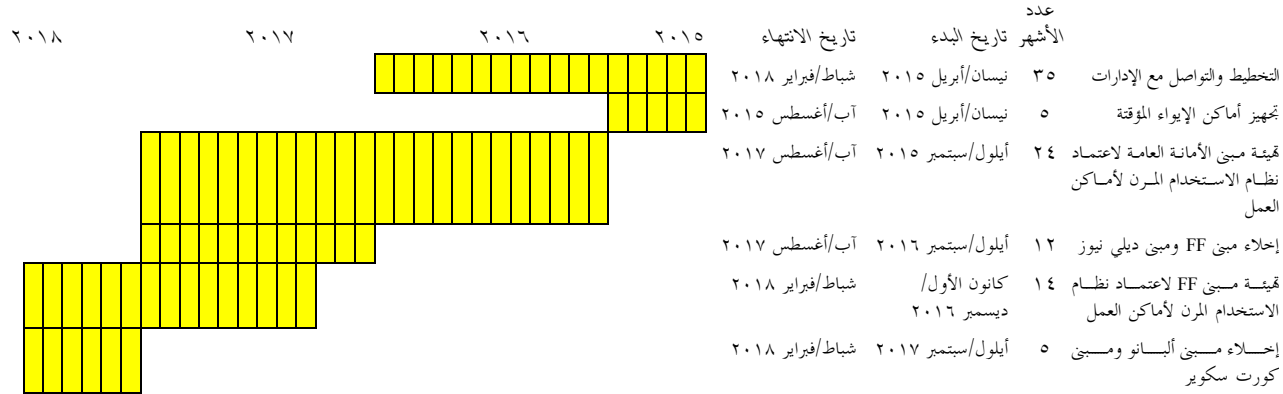 عدد
الأشهر تاريخ البدء تاريخ الانتهاء ٢٠١٥ ٢٠١٦ ٢٠١٧ ٢٠١٨
التخطيط والتواصل مع الإدارات ٣٥ نيسان/أبريل ٢٠١٥ شباط/فبراير ٢٠١٨
تجهيز أماكن الإيواء المؤقتة ٥ نيسان/أبريل ٢٠١٥ آب/أغسطس ٢٠١٥
تهيئة مبنى الأمانة العامة لاعتماد ٢٤ أيلول/سبتمبر ٢٠١٥ آب/أغسطس ٢٠١٧
نظام الاستخدام المرن لأماكن
العمل
إخلاء مبنى FF ومبنى ديلي نيوز ١٢ أيلول/سبتمبر ٢٠١٦ آب/أغسطس ٢٠١٧
تهيئة مبنى FF لاعتماد نظام ١٤ كانون الأول/ شباط/فبراير ٢٠١٨
الاستخدام المرن لأماكن العمل ديسمبر ٢٠١٦
إخلاء مبنى ألبانو ومبنى ٥ أيلول/سبتمبر ٢٠١٧ شباط/فبراير ٢٠١٨
كورت سكوير